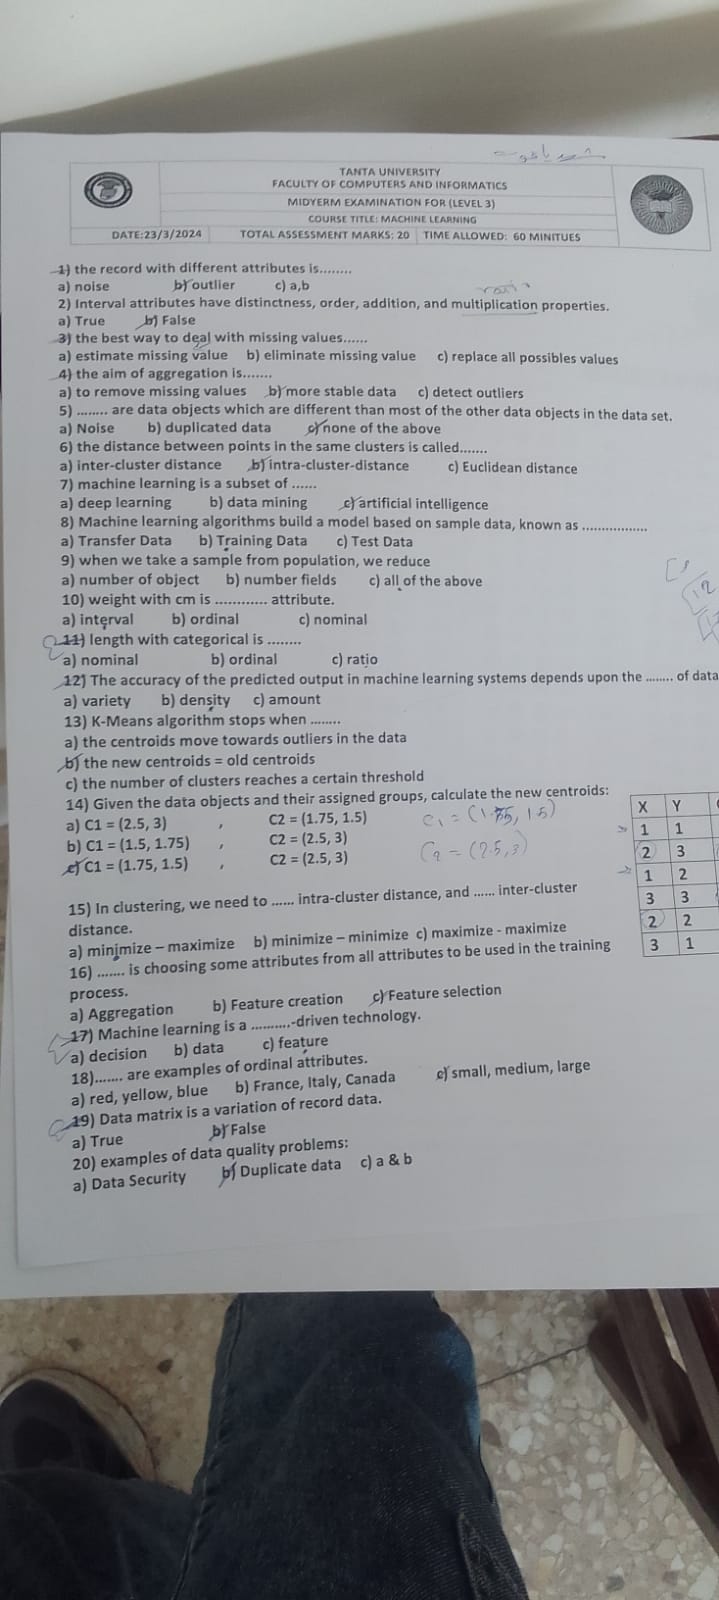 TANTA UNIVERSITY
FACULTY OF COMPUTERS AND INFORMATICS
MIDYERM EXAMINATION FOR (LEVEL 3)
COURSE TITLE: MACHINE LEARNING
DATE:23/3/2024 TOTAL ASSESSMENT MARKS: 20 TIME ALLOWED: 60 MINITUES
1) the record with different attributes is........
a) noise b) outlier c) a,b
2) Interval attributes have distinctness, order, addition, and multiplication properties.
a) True b) False
3) the best way to deal with missing values......
a) estimate missing value b) eliminate missing value c) replace all possibles values
4) the aim of aggregation is.......
a) to remove missing values b) more stable data c) detect outliers
5) ........ are data objects which are different than most of the other data objects in the data set.
a) Noise b) duplicated data c) none of the above
6) the distance between points in the same clusters is called.......
a) inter-cluster distance b) intra-cluster-distance c) Euclidean distance
7) machine learning is a subset of ......
a) deep learning b) data mining c) artificial intelligence
8) Machine learning algorithms build a model based on sample data, known as .................
a) Transfer Data b) Training Data c) Test Data
9) when we take a sample from population, we reduce
a) number of object b) number fields c) all of the above
10) weight with cm is ............ attribute.
a) interval b) ordinal c) nominal
11) length with categorical is ........
a) nominal b) ordinal c) ratio
12) The accuracy of the predicted output in machine learning systems depends upon the ........ of data
a) variety b) density c) amount
13) K-Means algorithm stops when ........
a) the centroids move towards outliers in the data
b) the new centroids = old centroids
c) the number of clusters reaches a certain threshold
14) Given the data objects and their assigned groups, calculate the new centroids:
a) C1 = (2.5, 3) , C2 = (1.75, 1.5)
b) C1 = (1.5, 1.75) , C2 = (2.5, 3)
c) C1 = (1.75, 1.5) , C2 = (2.5, 3)
C2 = (2.5, 3)
X Y
1 1
2 3
1 2
3 3
2 2
3 1
15) In clustering, we need to ...... intra-cluster distance, and ...... inter-cluster
distance.
a) minimize – maximize b) minimize – minimize c) maximize - maximize
16) ....... is choosing some attributes from all attributes to be used in the training
process.
a) Aggregation b) Feature creation c) Feature selection
17) Machine learning is a ..........-driven technology.
a) decision b) data c) feature
18)....... are examples of ordinal attributes.
a) red, yellow, blue b) France, Italy, Canada c) small, medium, large
19) Data matrix is a variation of record data.
a) True b) False
20) examples of data quality problems:
a) Data Security b) Duplicate data c) a & b